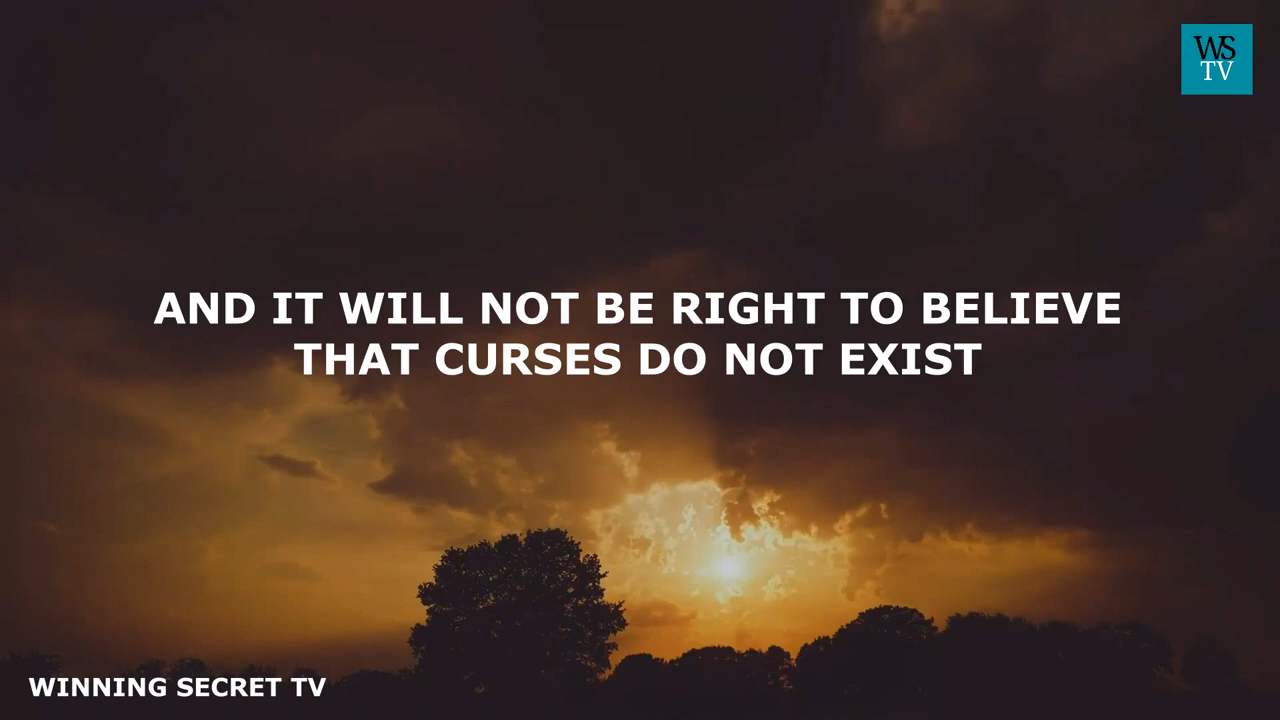 WS
TV
AND IT WILL NOT BE RIGHT TO BELIEVE
THAT CURSES DO NOT EXIST
WINNING SECRET TV